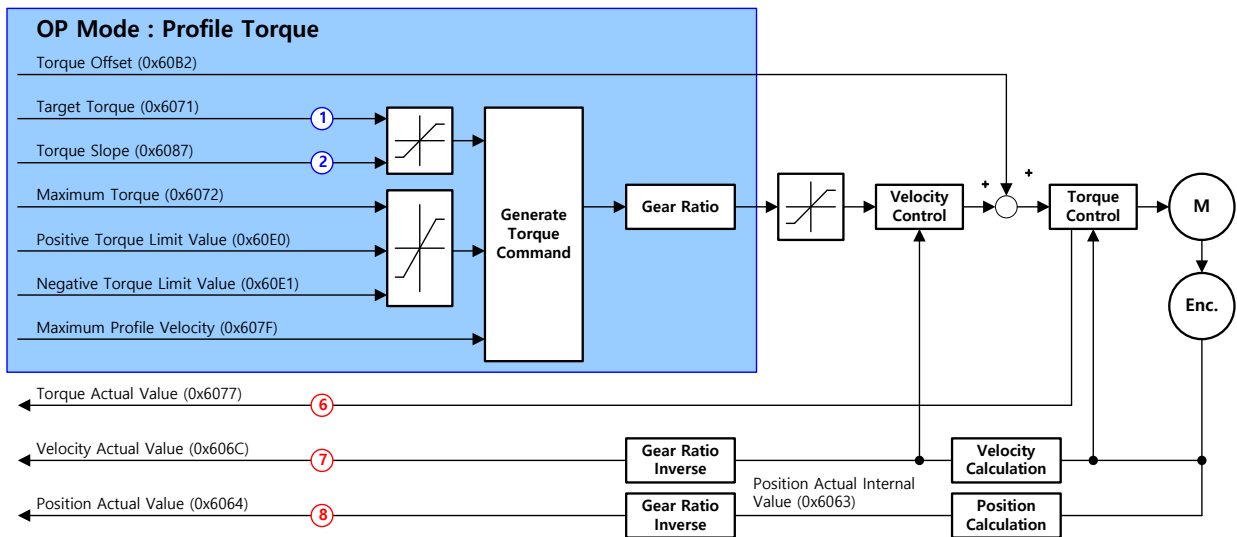 OP Mode : Profile Torque
Torque Offset (0x60B2)
Target Torque (0x6071)
1
Torque Slope (0x6087)
2
Maximum Torque (0x6072)
Positive Torque Limit Value (0x60E0)
Negative Torque Limit Value (0x60E1)
Maximum Profile Velocity (0x607F)
Generate
Torque
Command
Gear Ratio
Velocity
Control
+
+
Torque
Control
M
Enc.
Torque Actual Value (0x6077)
6
Velocity Actual Value (0x606C)
7
Gear Ratio
Inverse
Velocity
Calculation
Position Actual Value (0x6064)
8
Gear Ratio
Inverse
Position Actual Internal
Value (0x6063)
Position
Calculation